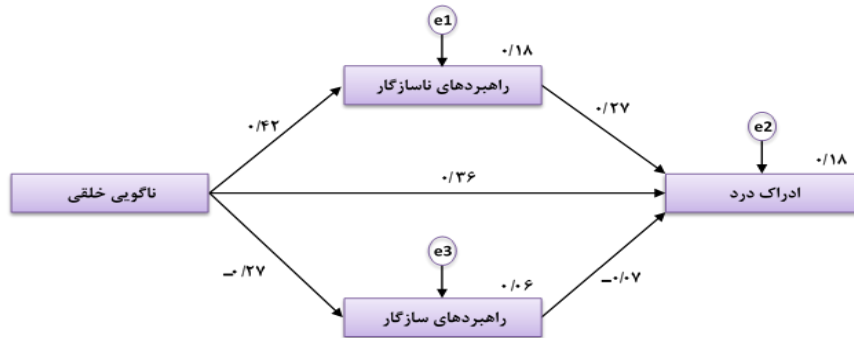 e1
۰/۱۸
راهبردهای ناسازگار
۰/۴۲
۰/۲۷
e2
۰/۱۸
ناگویی خلقی
۰/۳۶
ادراک درد
–۰/۲۷
e3
–۰/۰۷
۰/۰۶
راهبردهای سازگار